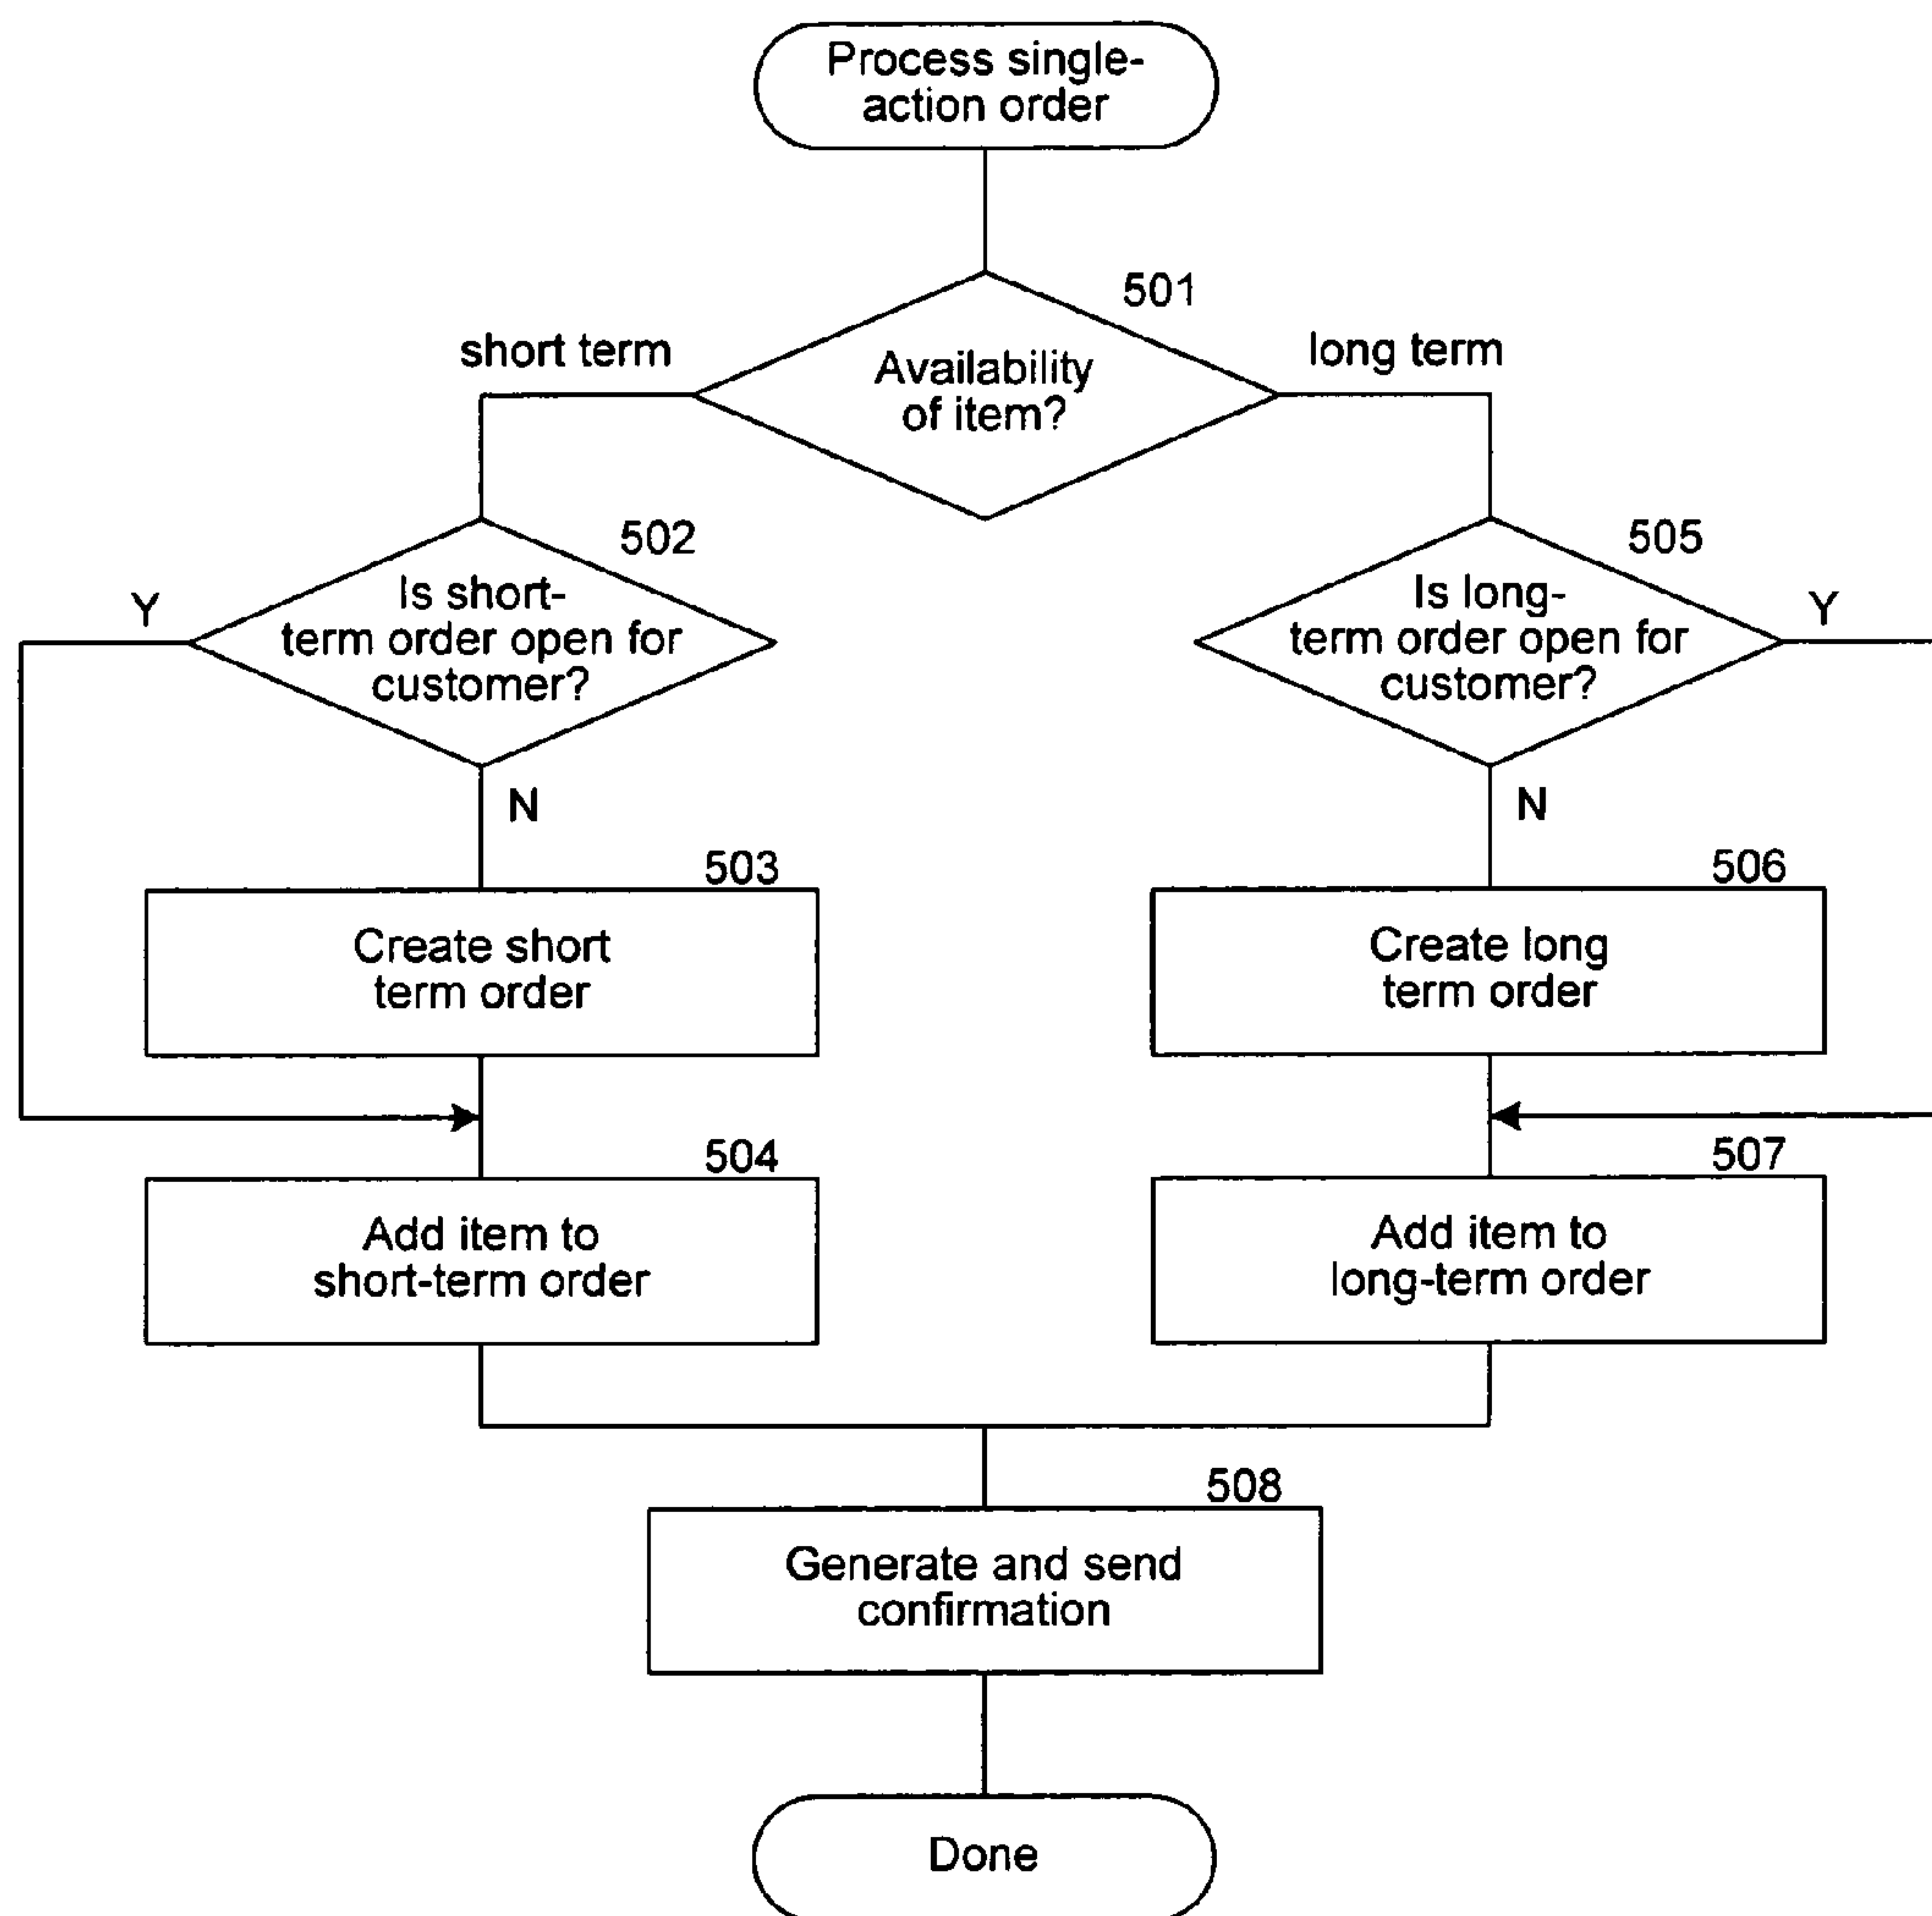 Process single-
action order
501
short term
long term
Availability
of item?
502
505
Y
Is short-
term order open for
customer?
Is long-
term order open for
customer?
Y
N
N
503
506
Create short
term order
Create long
term order
504
507
Add item to
short-term order
Add item to
long-term order
508
Generate and send
confirmation
Done